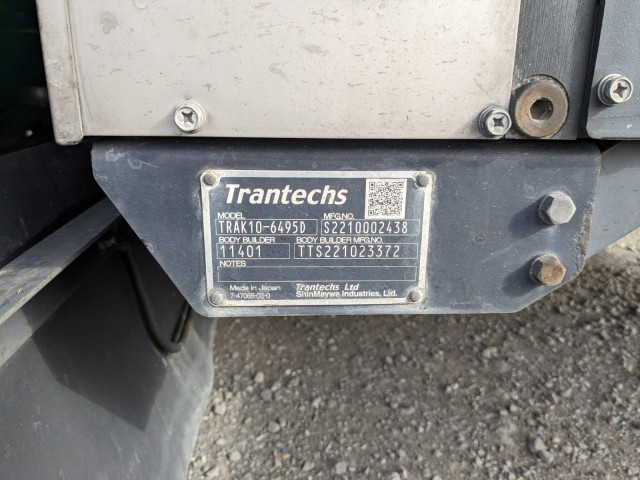 Trantechs
MODEL MFG.NO.
TRAK10-6495D S2210002438
BODY BUILDER BODY BUILDER MFG.NO.
11401 TTS221023372
NOTES
Made in Japan Trantechs Ltd
7-47065-03-0 ShinMaywa Industries, Ltd.